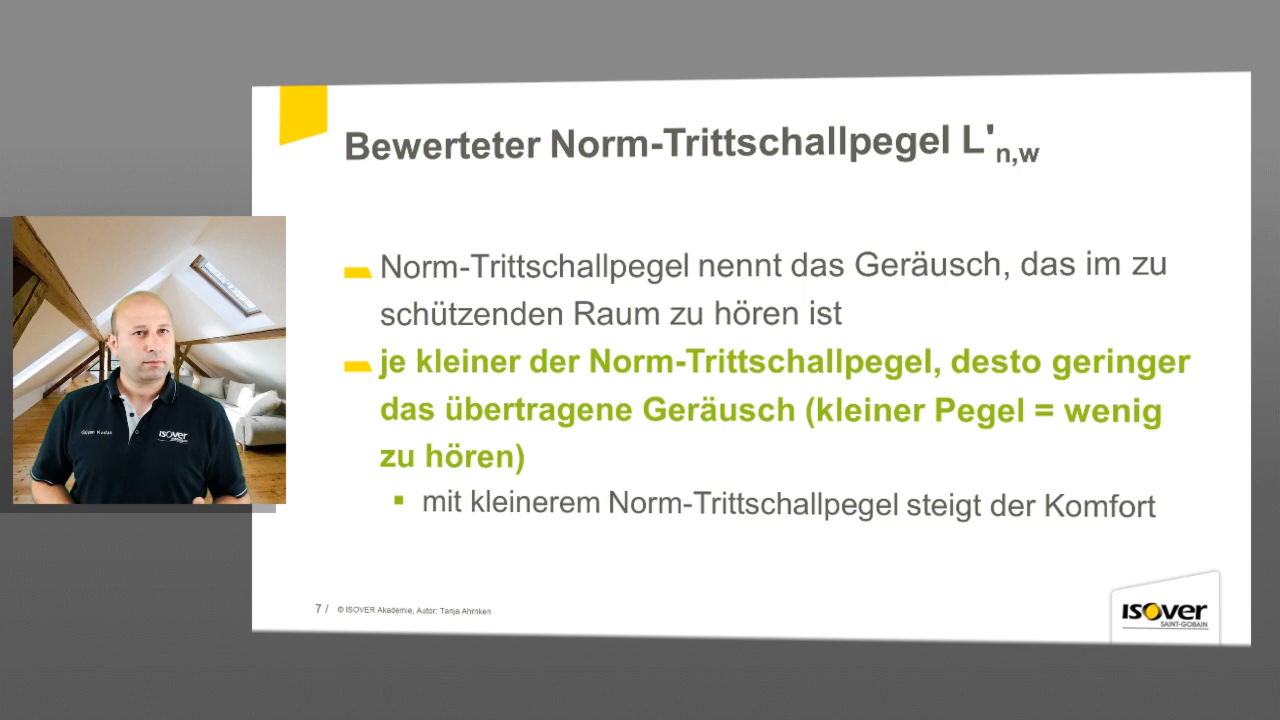 Bewerteter Norm-Trittschallpegel L'n,w
Norm-Trittschallpegel nennt das Geräusch, das im zu
schützenden Raum zu hören ist
je kleiner der Norm-Trittschallpegel, desto geringer
das übertragene Geräusch (kleiner Pegel = wenig
zu hören)
mit kleinerem Norm-Trittschallpegel steigt der Komfort
7 / © ISOVER Akademie, Autor: Tanja Ahrnken
ISOVER
SAINT-GOBAIN
ISOVER